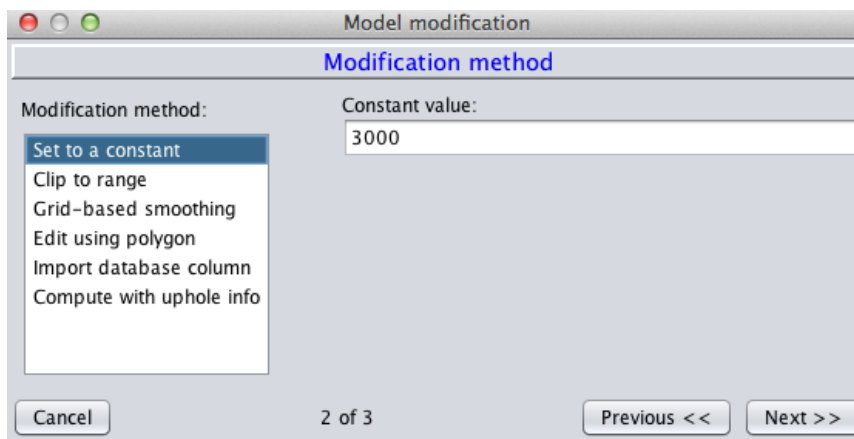 Model modification
Modification method
Modification method:
Set to a constant
Clip to range
Grid-based smoothing
Edit using polygon
Import database column
Compute with uphole info
Constant value:
3000
Cancel
2 of 3
Previous <<
Next >>